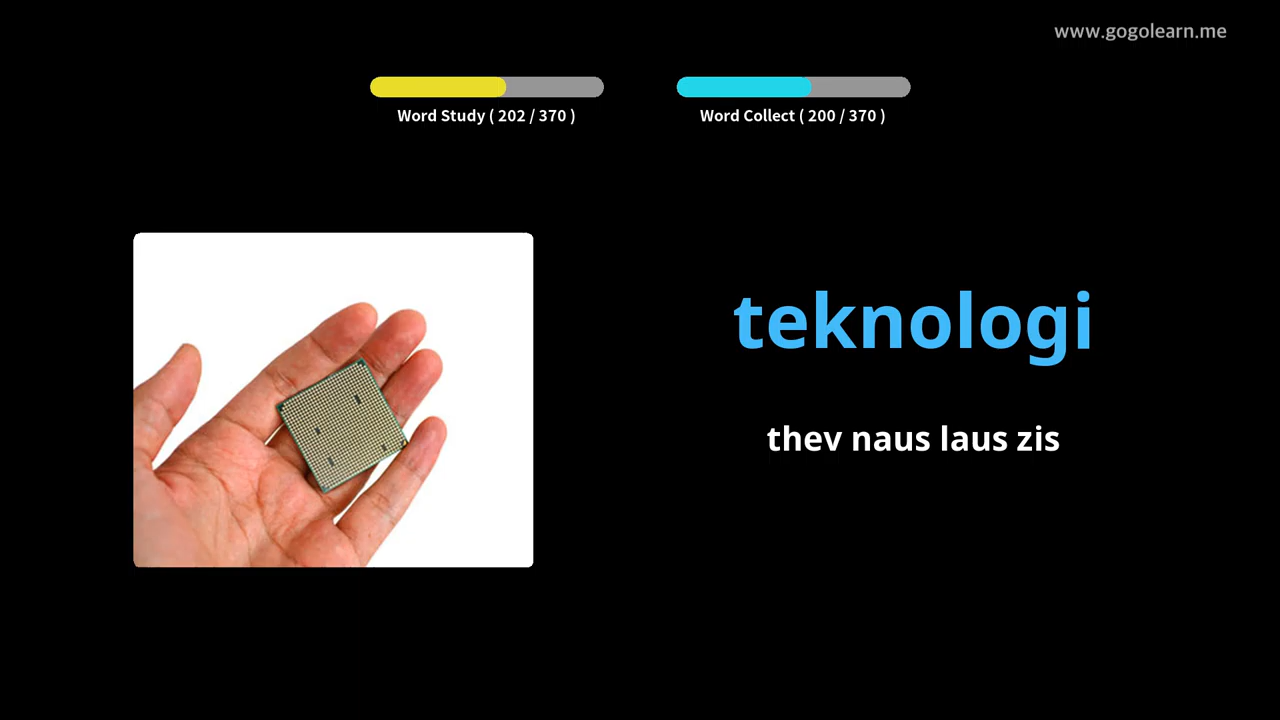 www.gogolearn.me
Word Study ( 202 / 370 )
Word Collect ( 200 / 370 )
teknologi
thev naus laus zis